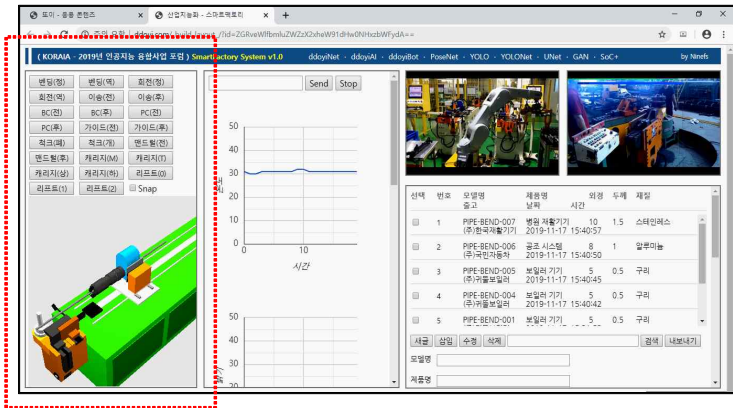 또미 - 응용 콘텐츠
산업지능화 - 스마트팩토리
( KORAIA - 2019년 인공지능 융합사업 포럼 ) SmartFactory System v1.0 ddoyiNet · ddoyiAI · ddoyiBot · PoseNet · YOLO · YOLONet · UNet · GAN · SoC+ by Ninefs
벤딩(정) 벤딩(역) 회전(정)
회전(역) 이송(전) 이송(후)
BC(전) BC(후) PC(전)
PC(후) 가이드(전) 가이드(후)
척크(폐) 척크(개) 맨드릴(전)
맨드릴(후) 캐리지(M) 캐리지(T)
캐리지(상) 캐리지(하) 리프트(0)
리프트(1) 리프트(2) Snap
Send Stop
50
40
30
20
10
0
0 10
시간
50
40
30
20
선택 번호 모델명 제품명 외경 두께 재질
출고 날짜 시간
1 PIPE-BEND-007 병원 재활기기 10 1.5 스테인레스
(주)한국재활기기 2019-11-17 15:40:57
2 PIPE-BEND-006 공조 시스템 8 1 알루미늄
(주)국민자동차 2019-11-17 15:40:50
3 PIPE-BEND-005 보일러 기기 5 0.5 구리
(주)귀뚤보일러 2019-11-17 15:40:45
4 PIPE-BEND-004 보일러 기기 5 0.5 구리
(주)귀뚤보일러 2019-11-17 15:40:42
5 PIPE-BEND-001 보일러 기기 5 0.5 구리
새글 삽입 수정 삭제 검색 내보내기
모델명
제품명